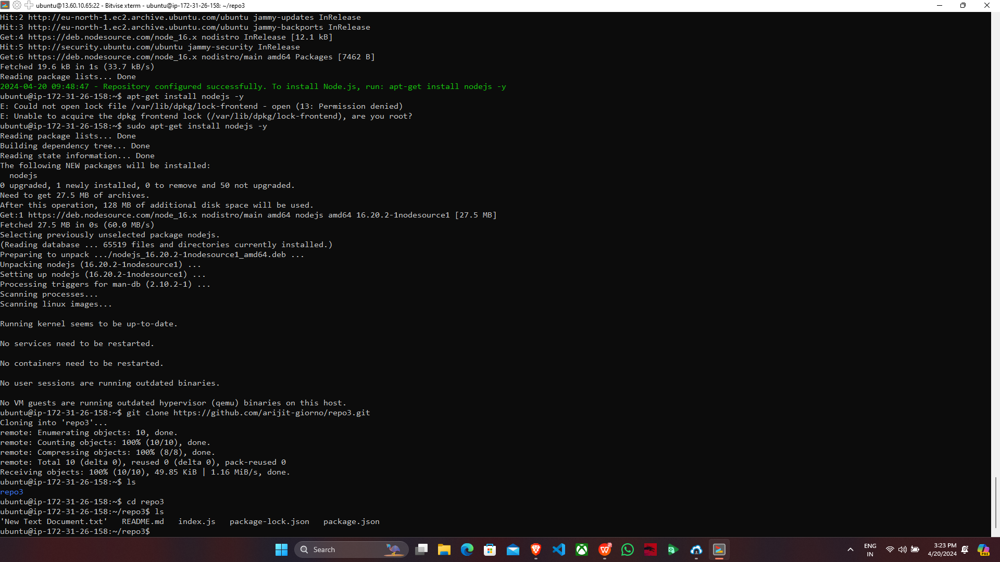 ubuntu@13.60.10.65:22 - Bitvise xterm - ubuntu@ip-172-31-26-158: ~/repo3
Hit:2 http://eu-north-1.ec2.archive.ubuntu.com/ubuntu jammy-updates InRelease
Hit:3 http://eu-north-1.ec2.archive.ubuntu.com/ubuntu jammy-backports InRelease
Get:4 https://deb.nodesource.com/node_16.x nodistro InRelease [12.1 kB]
Hit:5 http://security.ubuntu.com/ubuntu jammy-security InRelease
Get:6 https://deb.nodesource.com/node_16.x nodistro/main amd64 Packages [7462 B]
Fetched 19.6 kB in 1s (33.7 kB/s)
Reading package lists... Done
2024-04-20 09:48:47 - Repository configured successfully. To install Node.js, run: apt-get install nodejs -y
ubuntu@ip-172-31-26-158:~$ apt-get install nodejs -y
E: Could not open lock file /var/lib/dpkg/lock-frontend - open (13: Permission denied)
E: Unable to acquire the dpkg frontend lock (/var/lib/dpkg/lock-frontend), are you root?
ubuntu@ip-172-31-26-158:~$ sudo apt-get install nodejs -y
Reading package lists... Done
Building dependency tree... Done
Reading state information... Done
The following NEW packages will be installed:
  nodejs
0 upgraded, 1 newly installed, 0 to remove and 50 not upgraded.
Need to get 27.5 MB of archives.
After this operation, 128 MB of additional disk space will be used.
Get:1 https://deb.nodesource.com/node_16.x nodistro/main amd64 nodejs amd64 16.20.2-1nodesource1 [27.5 MB]
Fetched 27.5 MB in 0s (60.0 MB/s)
Selecting previously unselected package nodejs.
(Reading database ... 65519 files and directories currently installed.)
Preparing to unpack .../nodejs_16.20.2-1nodesource1_amd64.deb ...
Unpacking nodejs (16.20.2-1nodesource1) ...
Setting up nodejs (16.20.2-1nodesource1) ...
Processing triggers for man-db (2.10.2-1) ...
Scanning processes...
Scanning linux images...
Running kernel seems to be up-to-date.
No services need to be restarted.
No containers need to be restarted.
No user sessions are running outdated binaries.
No VM guests are running outdated hypervisor (qemu) binaries on this host.
ubuntu@ip-172-31-26-158:~$ git clone https://github.com/arijit-giorno/repo3.git
Cloning into 'repo3'...
remote: Enumerating objects: 10, done.
remote: Counting objects: 100% (10/10), done.
remote: Compressing objects: 100% (8/8), done.
remote: Total 10 (delta 0), reused 0 (delta 0), pack-reused 0
Receiving objects: 100% (10/10), 49.85 KiB | 1.16 MiB/s, done.
ubuntu@ip-172-31-26-158:~$ ls
repo3
ubuntu@ip-172-31-26-158:~$ cd repo3
ubuntu@ip-172-31-26-158:~/repo3$ ls
'New Text Document.txt'   README.md   index.js   package-lock.json   package.json
ubuntu@ip-172-31-26-158:~/repo3$
Search
ENG
IN
3:23 PM
4/20/2024
PRE